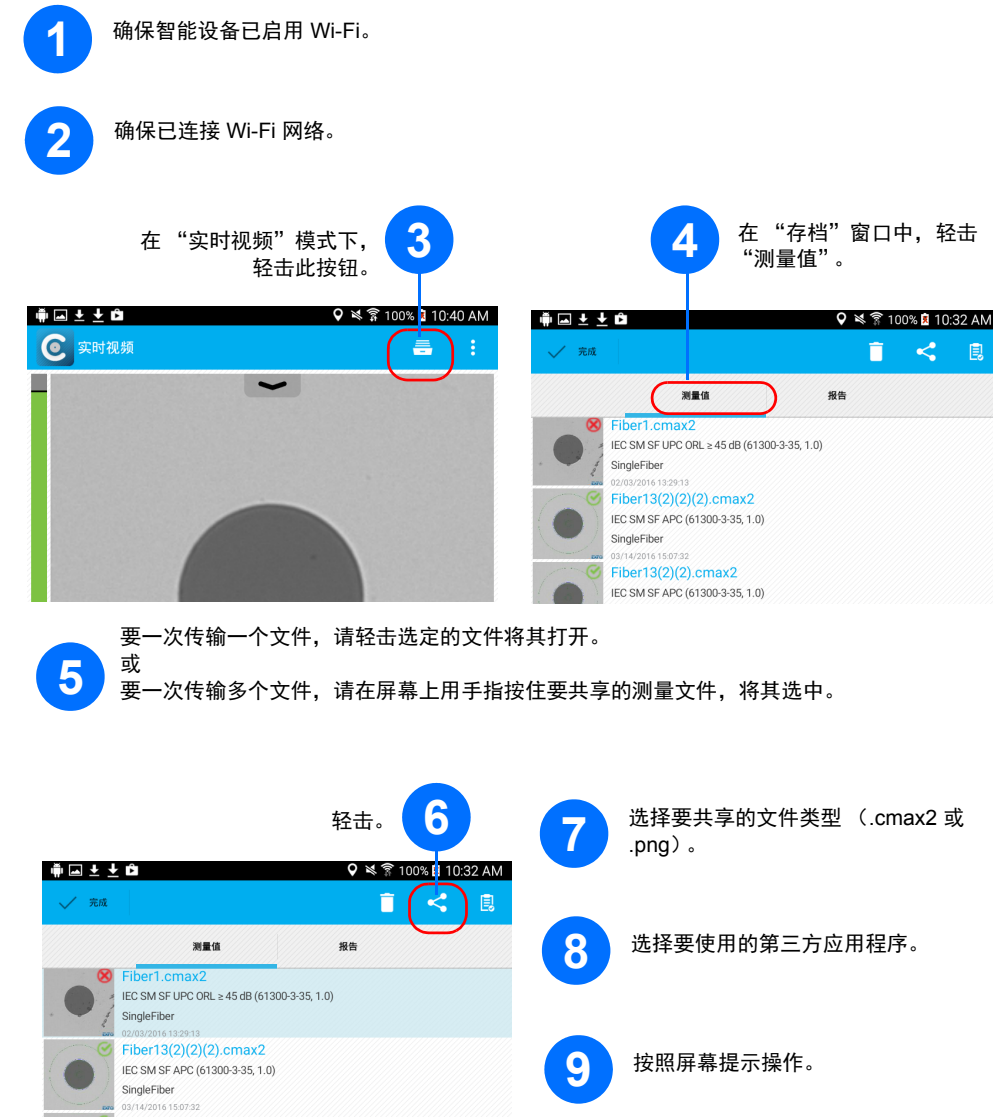 1
确保智能设备已启用 Wi-Fi。
2
确保已连接 Wi-Fi 网络。
3
在 “实时视频”模式下，
轻击此按钮。
100% 10:40 AM
实时视频
4
在 “存档”窗口中，轻击
“测量值”。
100% 10:32 AM
完成
测量值 报告
Fiber1.cmax2
IEC SM SF UPC ORL ≥ 45 dB (61300-3-35, 1.0)
SingleFiber
EXFO 02/03/2016 13:29:13
Fiber13(2)(2)(2).cmax2
IEC SM SF APC (61300-3-35, 1.0)
SingleFiber
EXFO 03/14/2016 15:07:32
Fiber13(2)(2).cmax2
IEC SM SF APC (61300-3-35, 1.0)
5
要一次传输一个文件，请轻击选定的文件将其打开。
或
要一次传输多个文件，请在屏幕上用手指按住要共享的测量文件，将其选中。
6
轻击。
100% 10:32 AM
完成
测量值 报告
Fiber1.cmax2
IEC SM SF UPC ORL ≥ 45 dB (61300-3-35, 1.0)
SingleFiber
EXFO 02/03/2016 13:29:13
Fiber13(2)(2)(2).cmax2
IEC SM SF APC (61300-3-35, 1.0)
SingleFiber
EXFO 03/14/2016 15:07:32
7
选择要共享的文件类型 （.cmax2 或
.png）。
8
选择要使用的第三方应用程序。
9
按照屏幕提示操作。